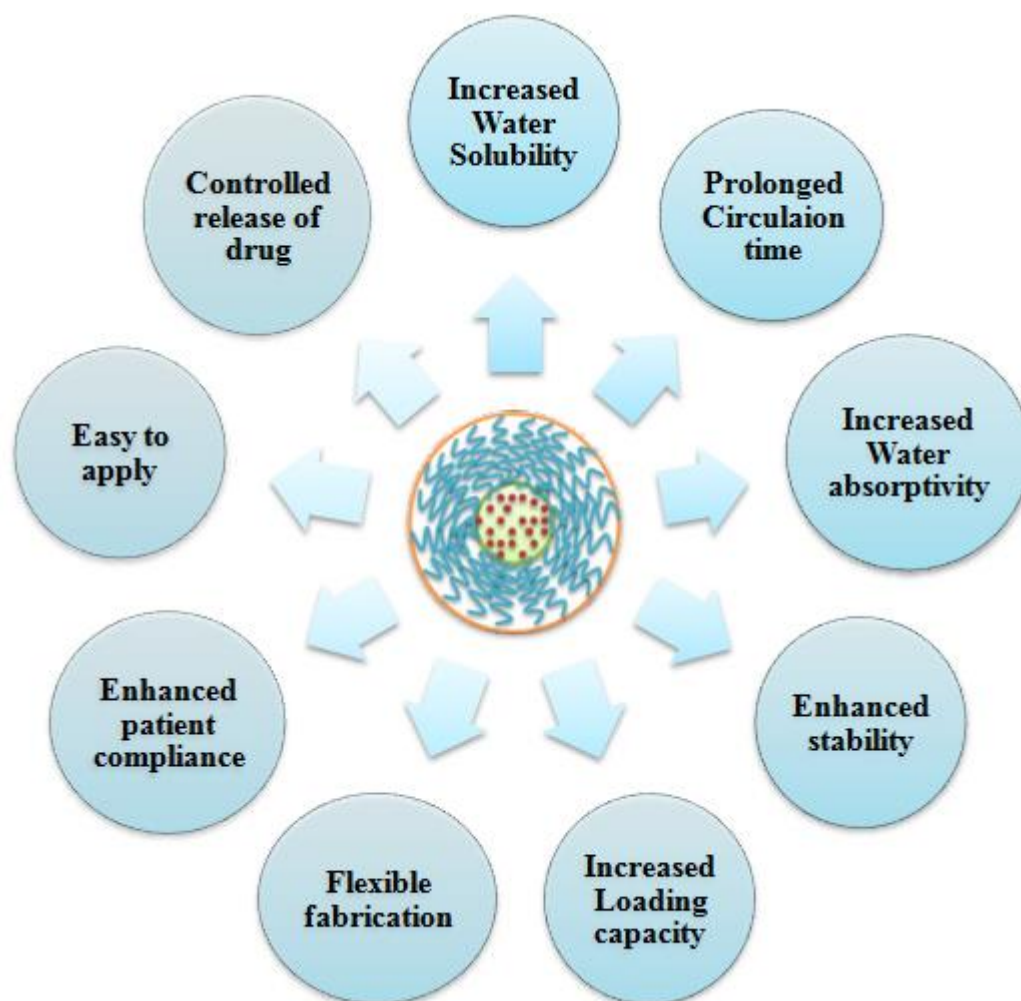 Increased
Water
Solubility
Prolonged
Circulaion
time
Increased
Water
absorptivity
Enhanced
stability
Increased
Loading
capacity
Flexible
fabrication
Enhanced
patient
compliance
Easy to
apply
Controlled
release of
drug